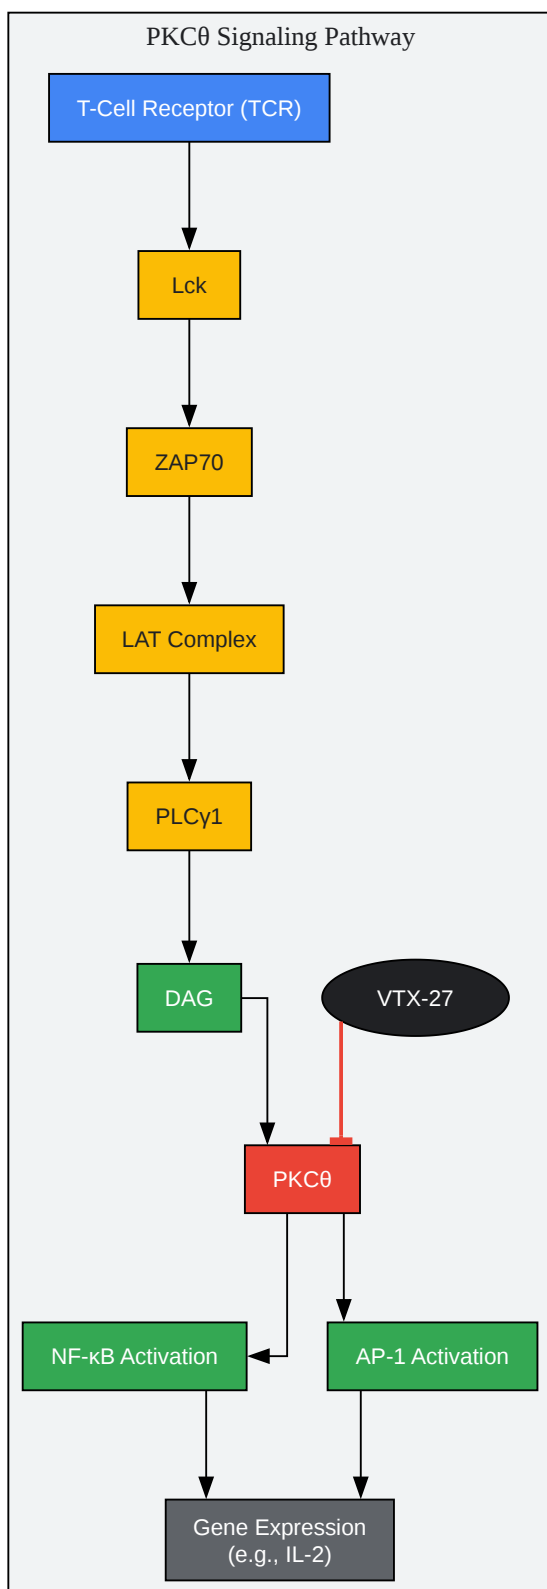 PKCθ Signaling Pathway
T-Cell Receptor (TCR)
Lck
ZAP70
LAT Complex
PLCγ1
DAG
VTX-27
PKCθ
NF-κB Activation
AP-1 Activation
Gene Expression
(e.g., IL-2)